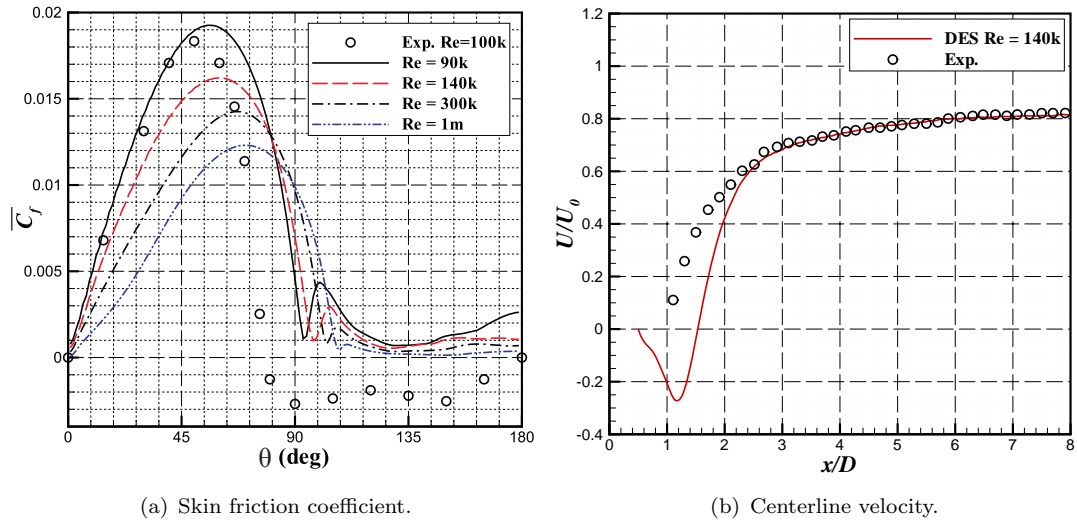 0.02
0.015
0.01
0.005
0
C_f
0
45
90
135
180
θ (deg)
Exp. Re=100k
Re = 90k
Re = 140k
Re = 300k
Re = 1m
(a) Skin friction coefficient.
1.2
1
0.8
0.6
0.4
0.2
0
-0.2
-0.4
U/U_0
0
1
2
3
4
5
6
7
8
x/D
DES Re = 140k
Exp.
(b) Centerline velocity.